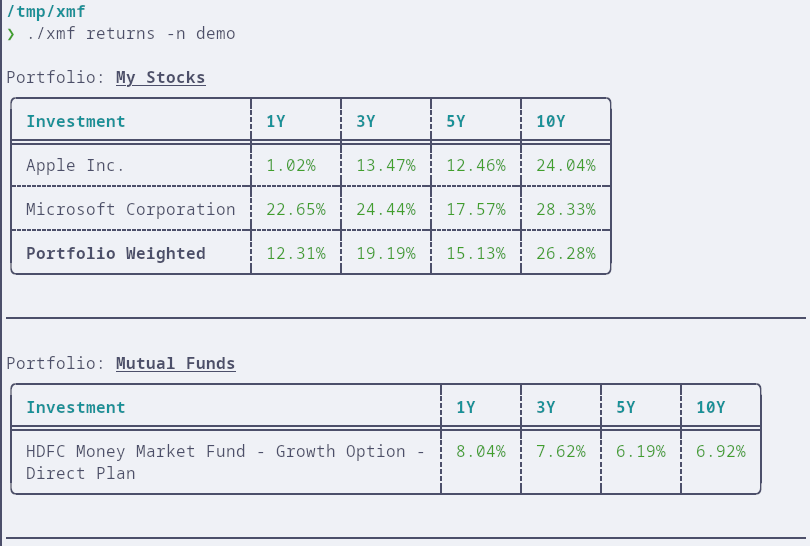 /tmp/xmf
❯ ./xmf returns -n demo
Portfolio: My Stocks
Investment 1Y 3Y 5Y 10Y
Apple Inc. 1.02% 13.47% 12.46% 24.04%
Microsoft Corporation 22.65% 24.44% 17.57% 28.33%
Portfolio Weighted 12.31% 19.19% 15.13% 26.28%
Portfolio: Mutual Funds
Investment 1Y 3Y 5Y 10Y
HDFC Money Market Fund - Growth Option - 8.04% 7.62% 6.19% 6.92%
Direct Plan